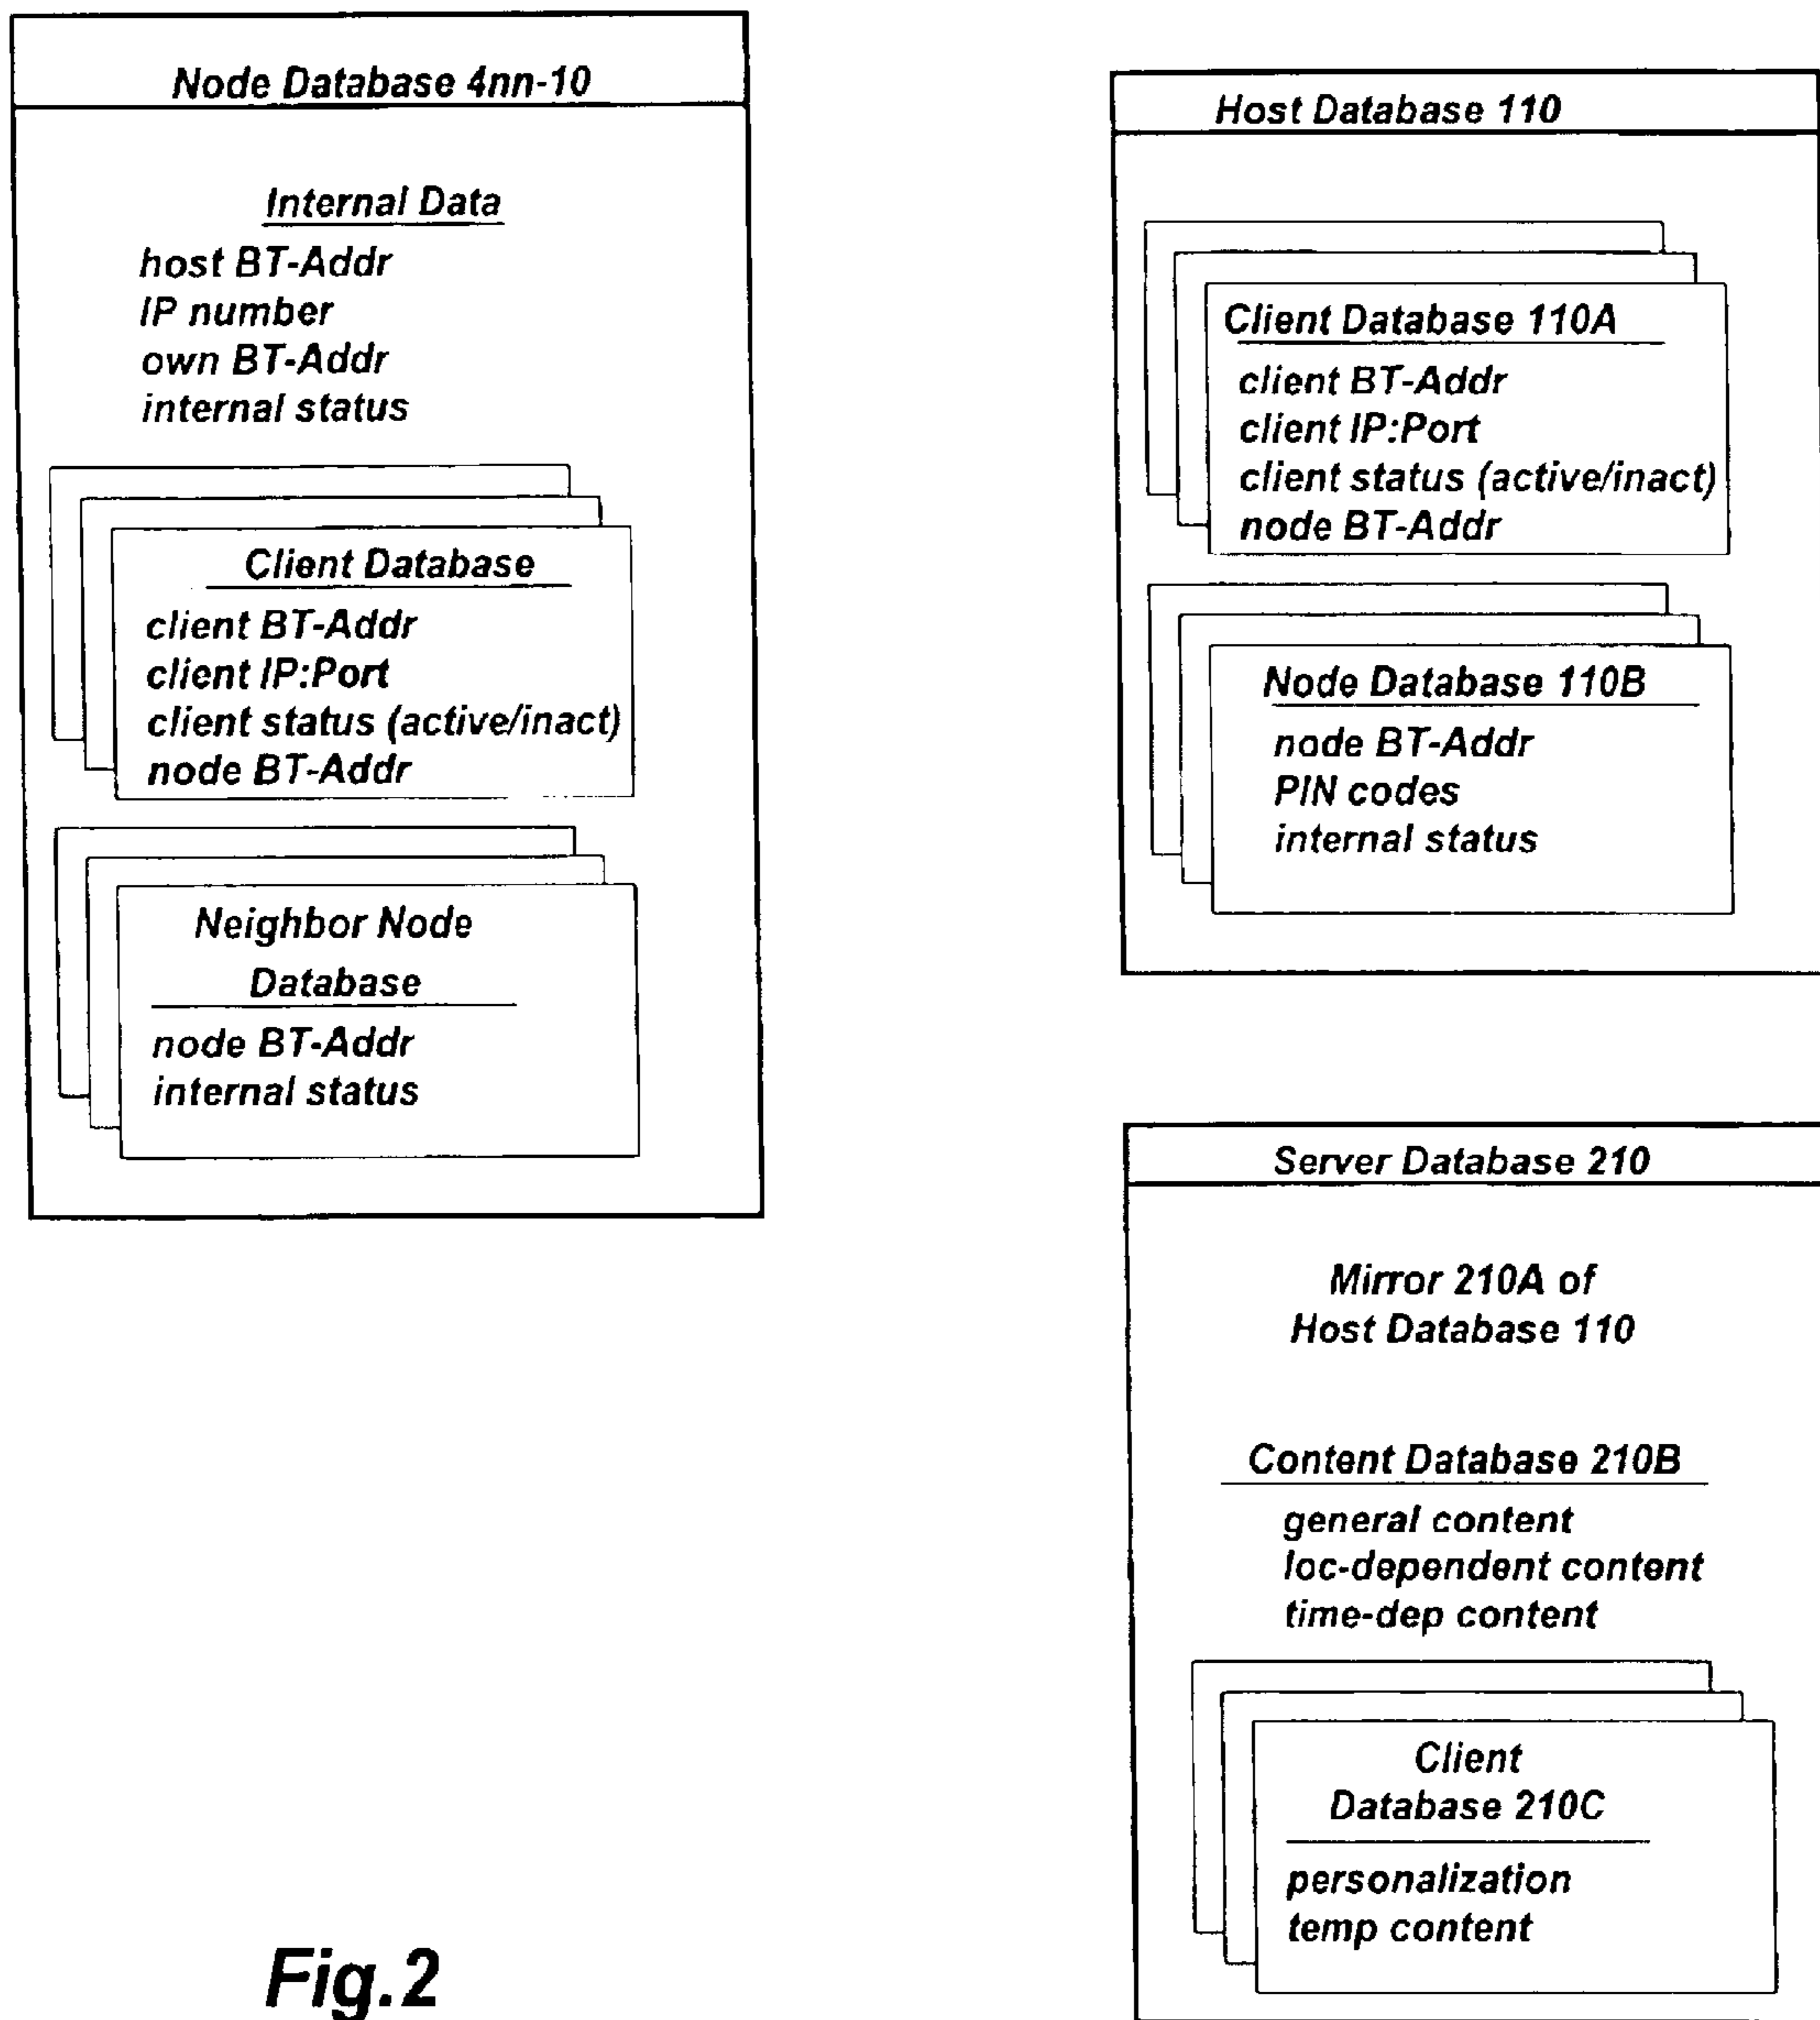 Node Database 4nn-10
Internal Data
host BT-Addr
IP number
own BT-Addr
internal status
Client Database
client BT-Addr
client IP:Port
client status (active/inact)
node BT-Addr
Neighbor Node
Database
node BT-Addr
internal status
Host Database 110
Client Database 110A
client BT-Addr
client IP:Port
client status (active/inact)
node BT-Addr
Node Database 110B
node BT-Addr
PIN codes
internal status
Server Database 210
Mirror 210A of
Host Database 110
Content Database 210B
general content
loc-dependent content
time-dep content
Client
Database 210C
personalization
temp content
Fig.2